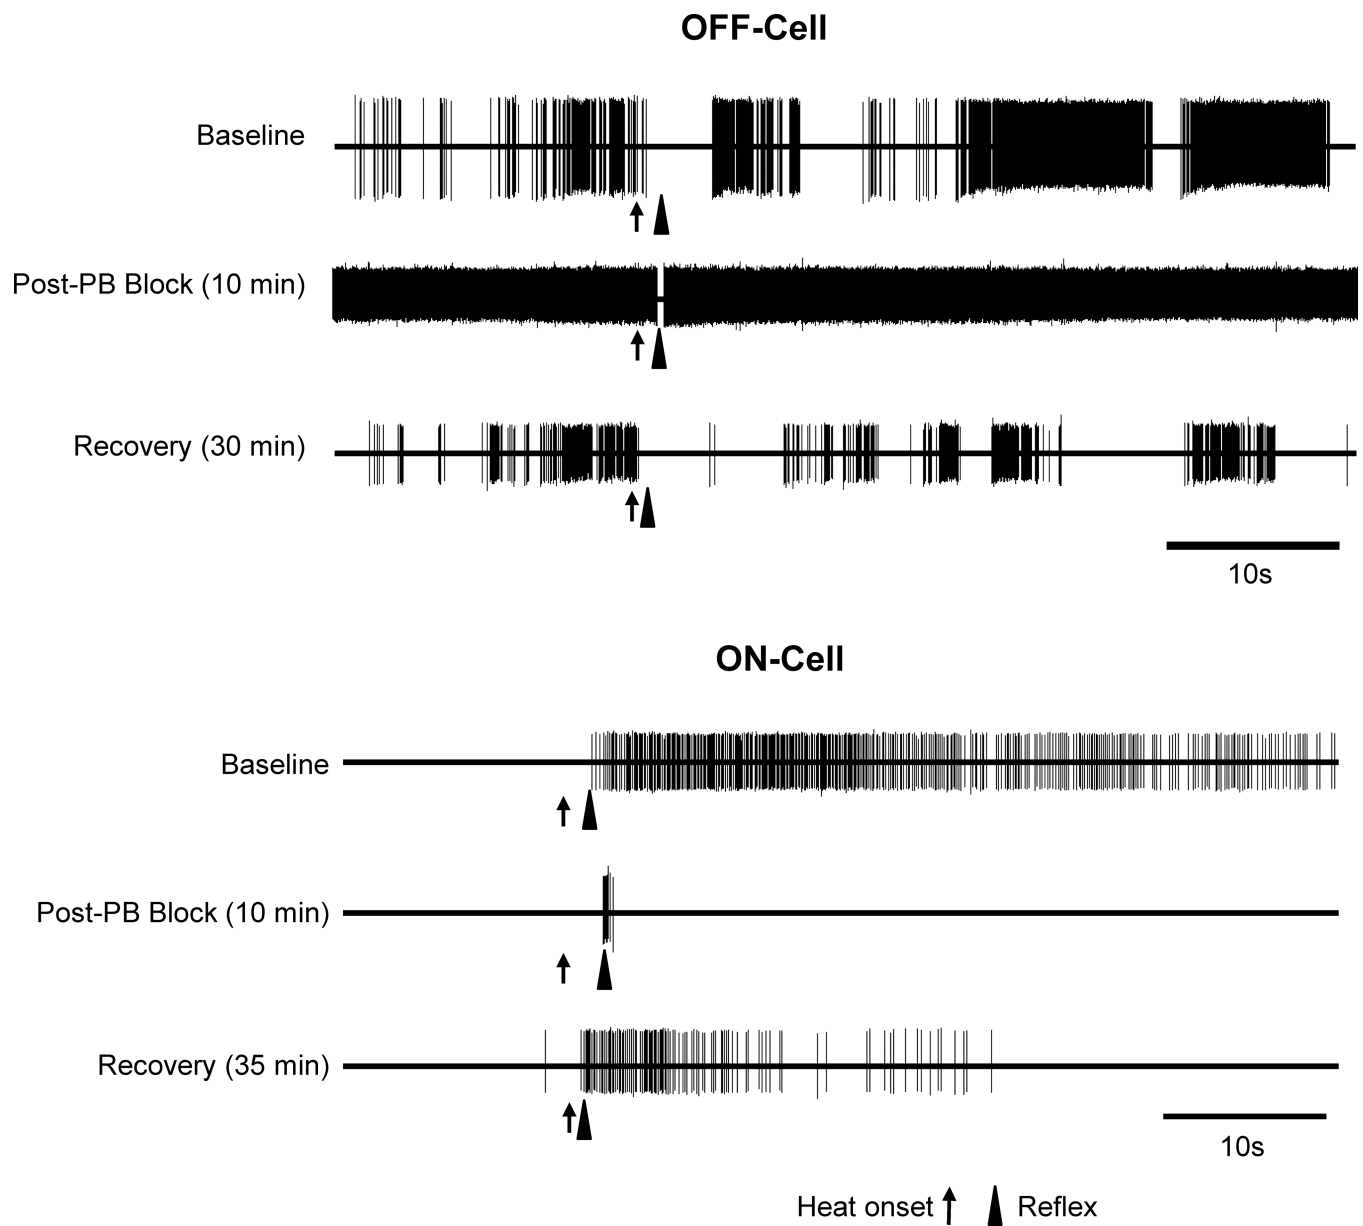 OFF-Cell
Baseline
Post-PB Block (10 min)
Recovery (30 min)
10s
ON-Cell
Baseline
Post-PB Block (10 min)
Recovery (35 min)
10s
Heat onset Reflex